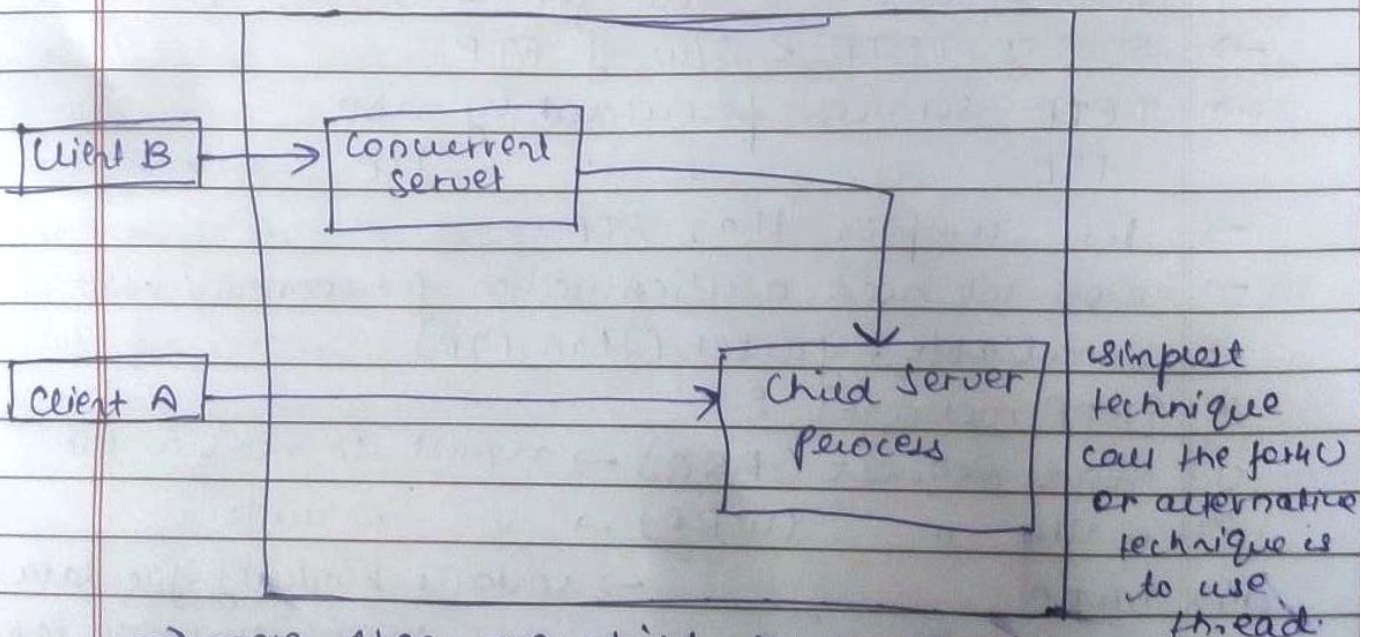 Client B
Concurrent
Server
Client A
Child Server
Process
simplest
technique
call the fork()
or alternative
technique is
to use
thread.